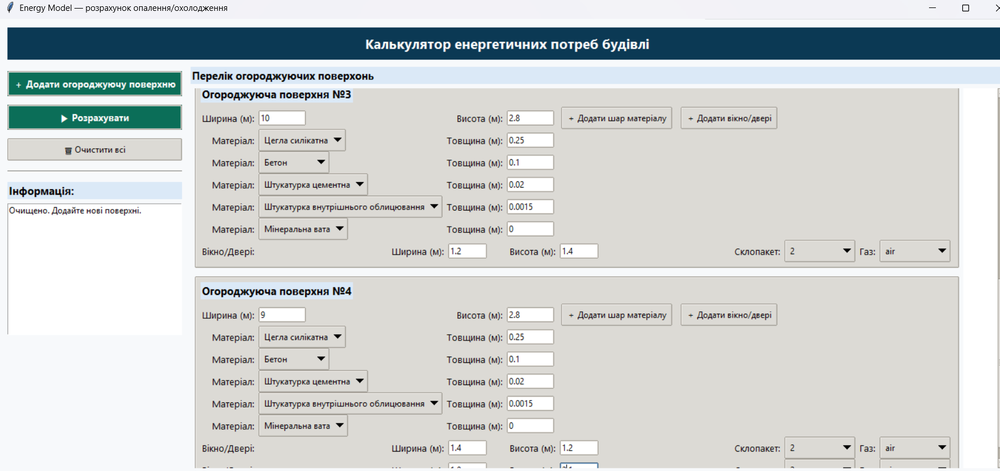 Energy Model — розрахунок опалення/охолодження
Калькулятор енергетичних потреб будівлі
+ Додати огороджуючу поверхню
▶ Розрахувати
Очистити всі
Інформація:
Очищено. Додайте нові поверхні.
Перелік огороджуючих поверхонь
Огороджуюча поверхня №3
Ширина (м): 10 Висота (м): 2.8 + Додати шар матеріалу + Додати вікно/двері
Матеріал: Цегла силікатна Товщина (м): 0.25
Матеріал: Бетон Товщина (м): 0.1
Матеріал: Штукатурка цементна Товщина (м): 0.02
Матеріал: Штукатурка внутрішнього облицювання Товщина (м): 0.0015
Матеріал: Мінеральна вата Товщина (м): 0
Вікно/Двері: Ширина (м): 1.2 Висота (м): 1.4 Склопакет: 2 Газ: air
Огороджуюча поверхня №4
Ширина (м): 9 Висота (м): 2.8 + Додати шар матеріалу + Додати вікно/двері
Матеріал: Цегла силікатна Товщина (м): 0.25
Матеріал: Бетон Товщина (м): 0.1
Матеріал: Штукатурка цементна Товщина (м): 0.02
Матеріал: Штукатурка внутрішнього облицювання Товщина (м): 0.0015
Матеріал: Мінеральна вата Товщина (м): 0
Вікно/Двері: Ширина (м): 1.4 Висота (м): 1.2 Склопакет: 2 Газ: air